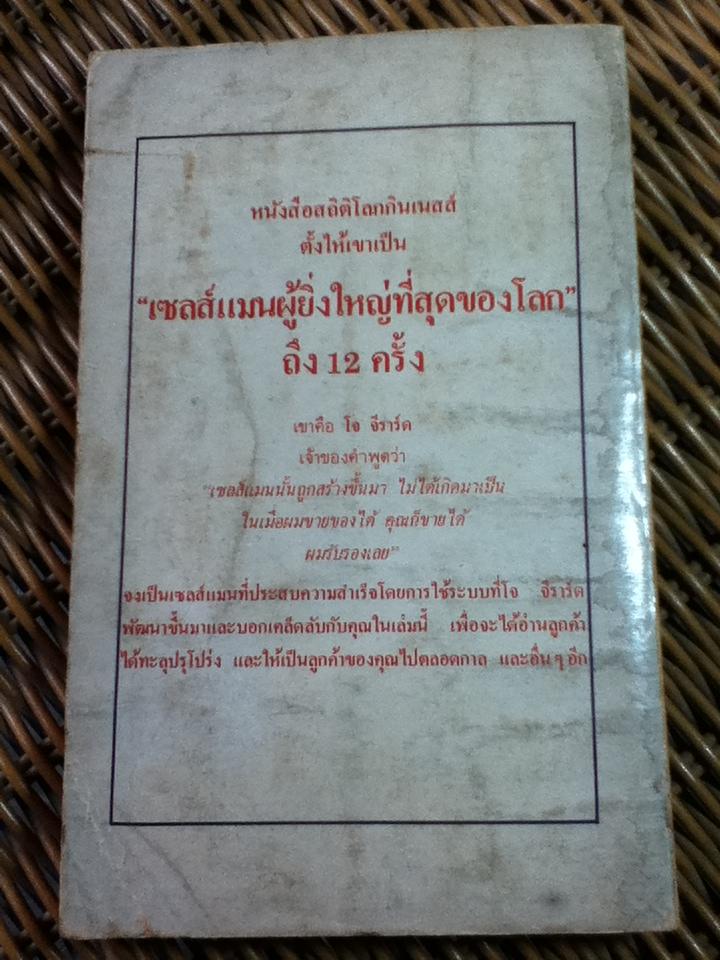 หนังสือสถิติโลกกินเนสส์
ตั้งให้เขาเป็น
“เซลส์แมนผู้ยิ่งใหญ่ที่สุดของโลก”
ถึง 12 ครั้ง
เขาคือ โจ จีราร์ด
เจ้าของคำพูดว่า
“เซลส์แมนนั้นถูกสร้างขึ้นมา ไม่ได้เกิดมาเป็น
ในเมื่อผมขายของได้ คุณก็ขายได้
ผมรับรองเลย”
จงเป็นเซลส์แมนที่ประสบความสำเร็จโดยการใช้ระบบที่โจ จีราร์ด
พัฒนาขึ้นมาและบอกเคล็ดลับกับคุณในเล่มนี้ เพื่อจะได้อ่านลูกค้า
ได้ทะลุปรุโปร่ง และให้เป็นลูกค้าของคุณไปตลอดกาล และอื่น ๆ อีก